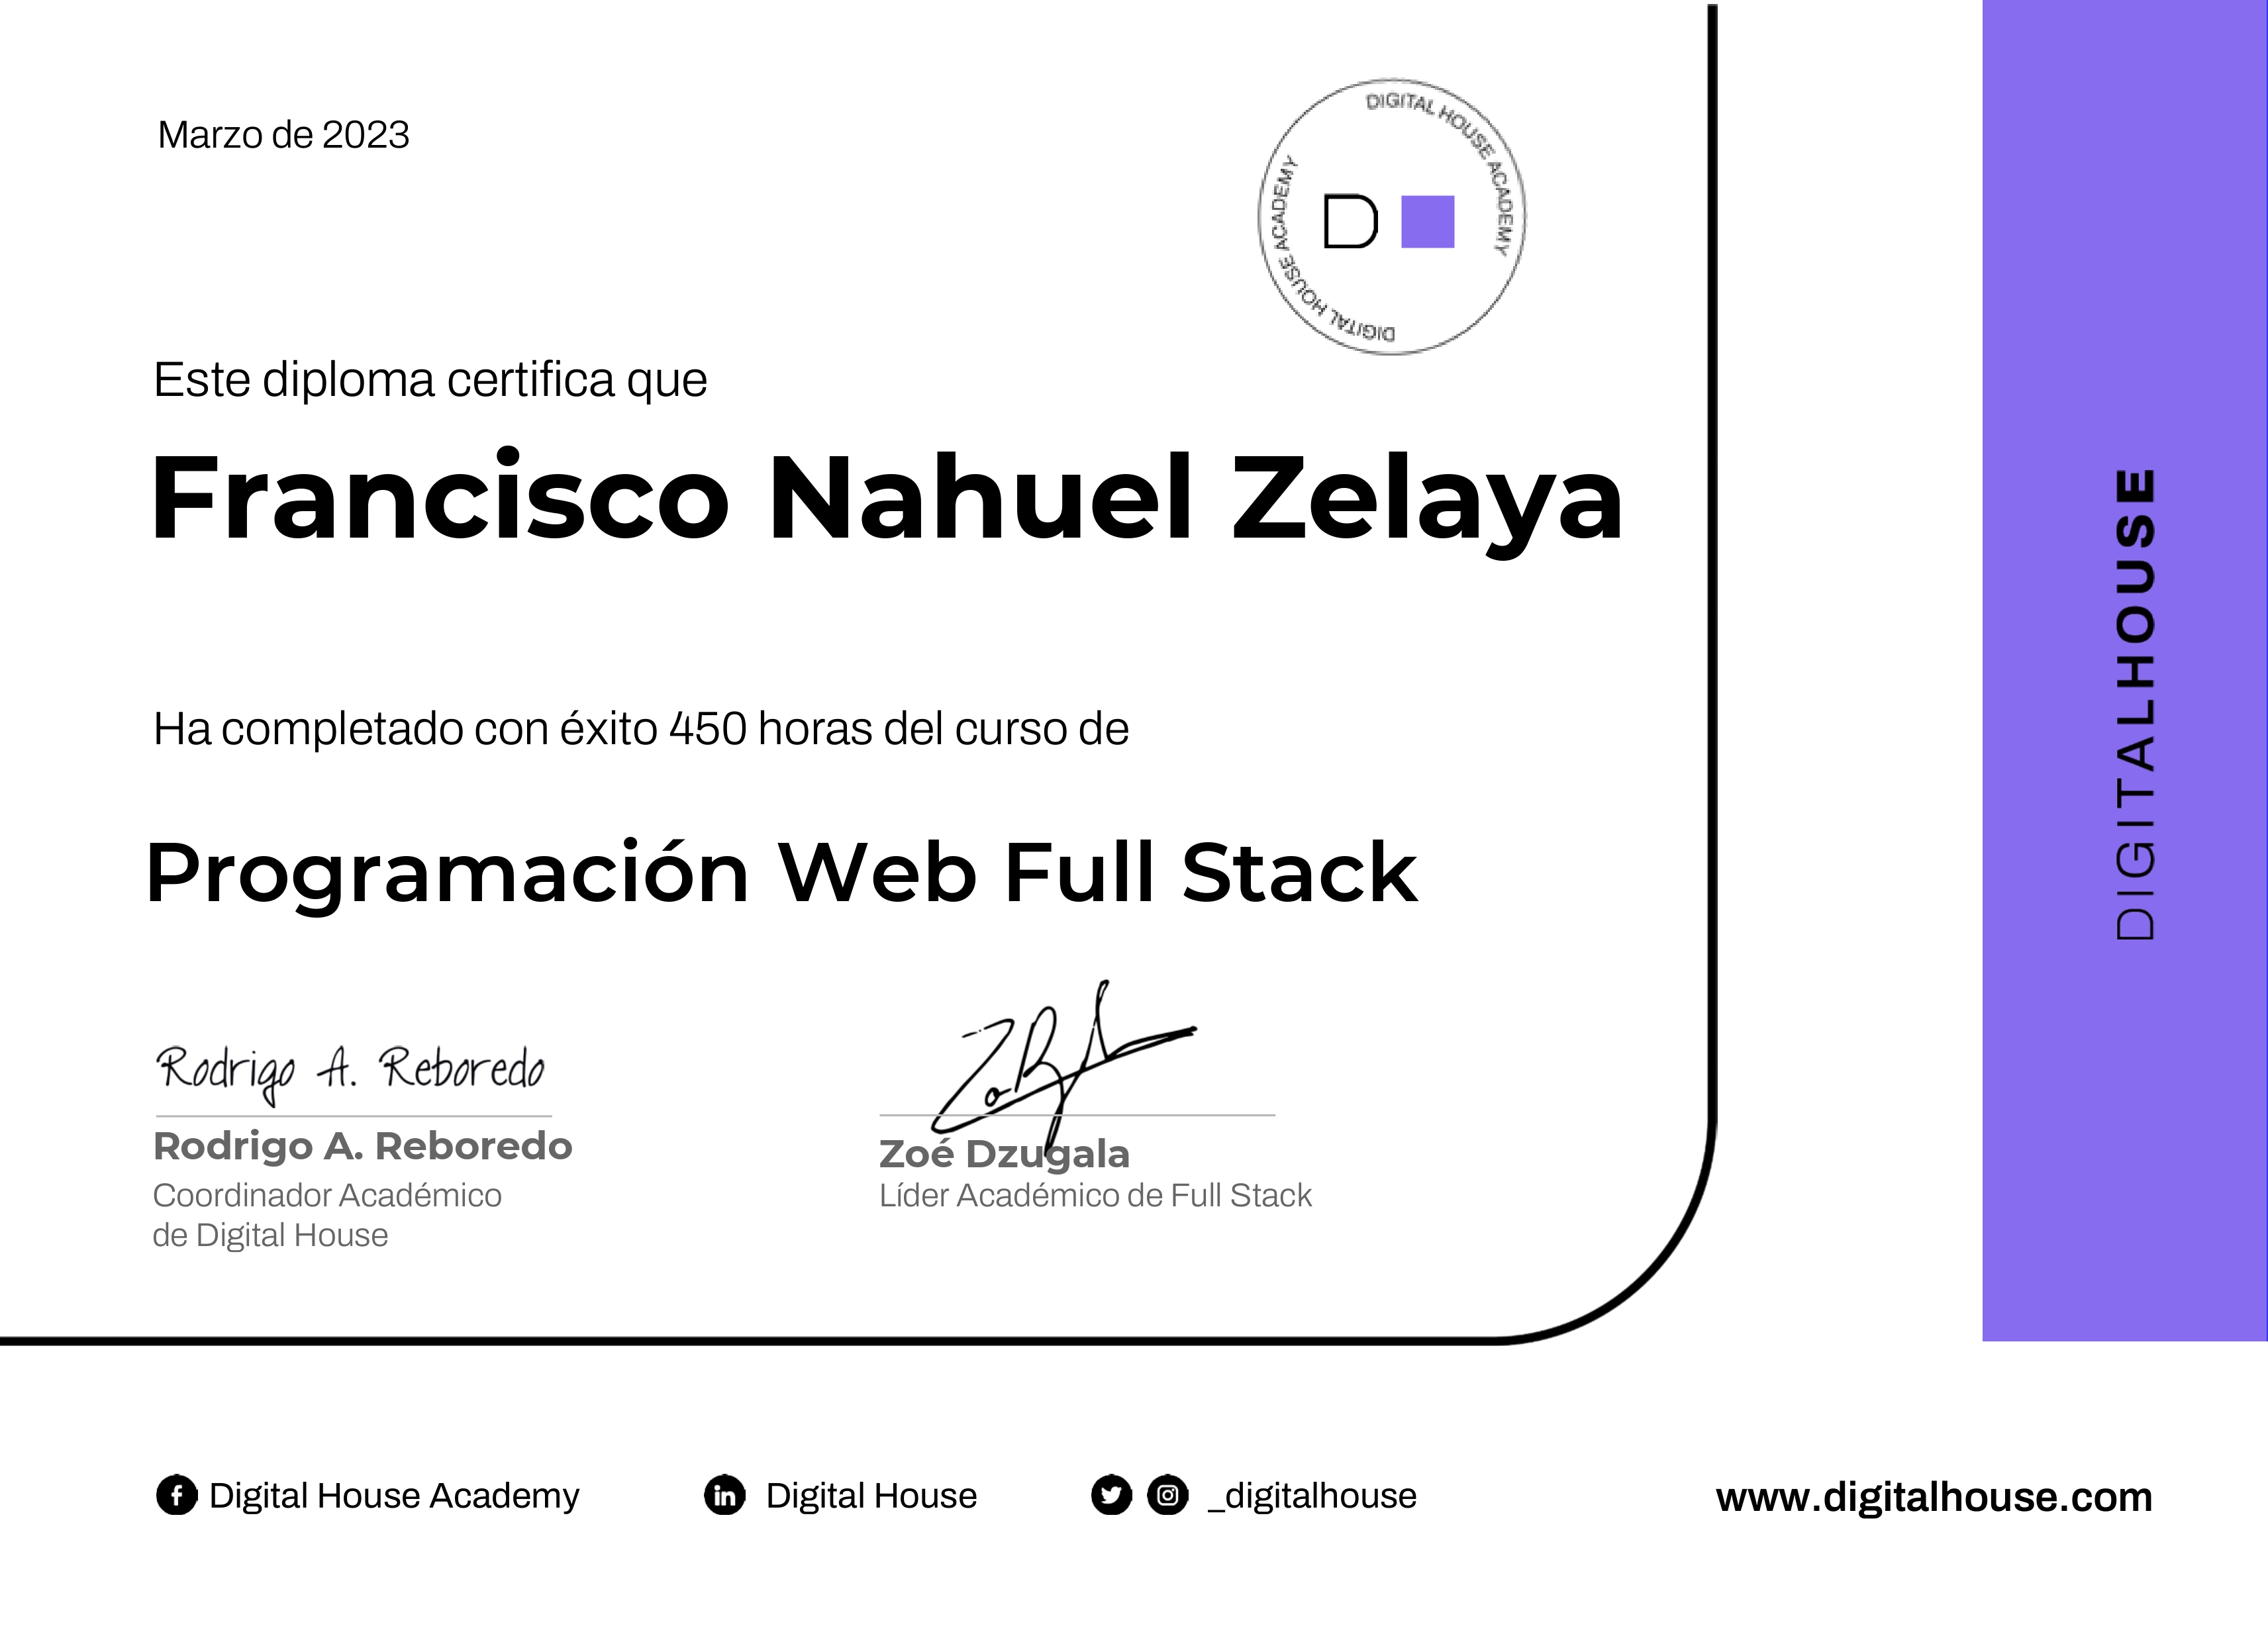 Marzo de 2023
DIGITAL HOUSE ACADEMY
DIGITAL HOUSE ACADEMY
D
Este diploma certifica que
Francisco Nahuel Zelaya
Ha completado con éxito 450 horas del curso de
Programación Web Full Stack
Rodrigo A. Reboredo
Rodrigo A. Reboredo
Coordinador Académico
de Digital House
Zoé Dzugala
Líder Académico de Full Stack
DIGITALHOUSE
Digital House Academy
Digital House
_digitalhouse
www.digitalhouse.com